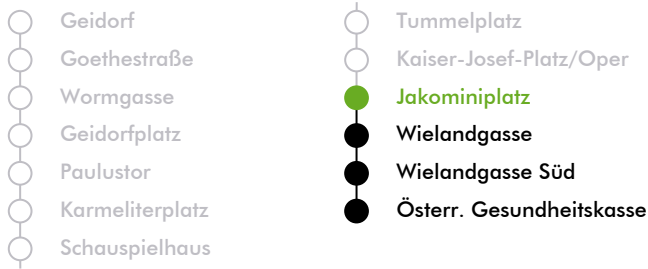 Geidorf
Goethestraße
Wormgasse
Geidorfplatz
Paulustor
Karmeliterplatz
Schauspielhaus
Tummelplatz
Kaiser-Josef-Platz/Oper
Jakominiplatz
Wielandgasse
Wielandgasse Süd
Österr. Gesundheitskasse